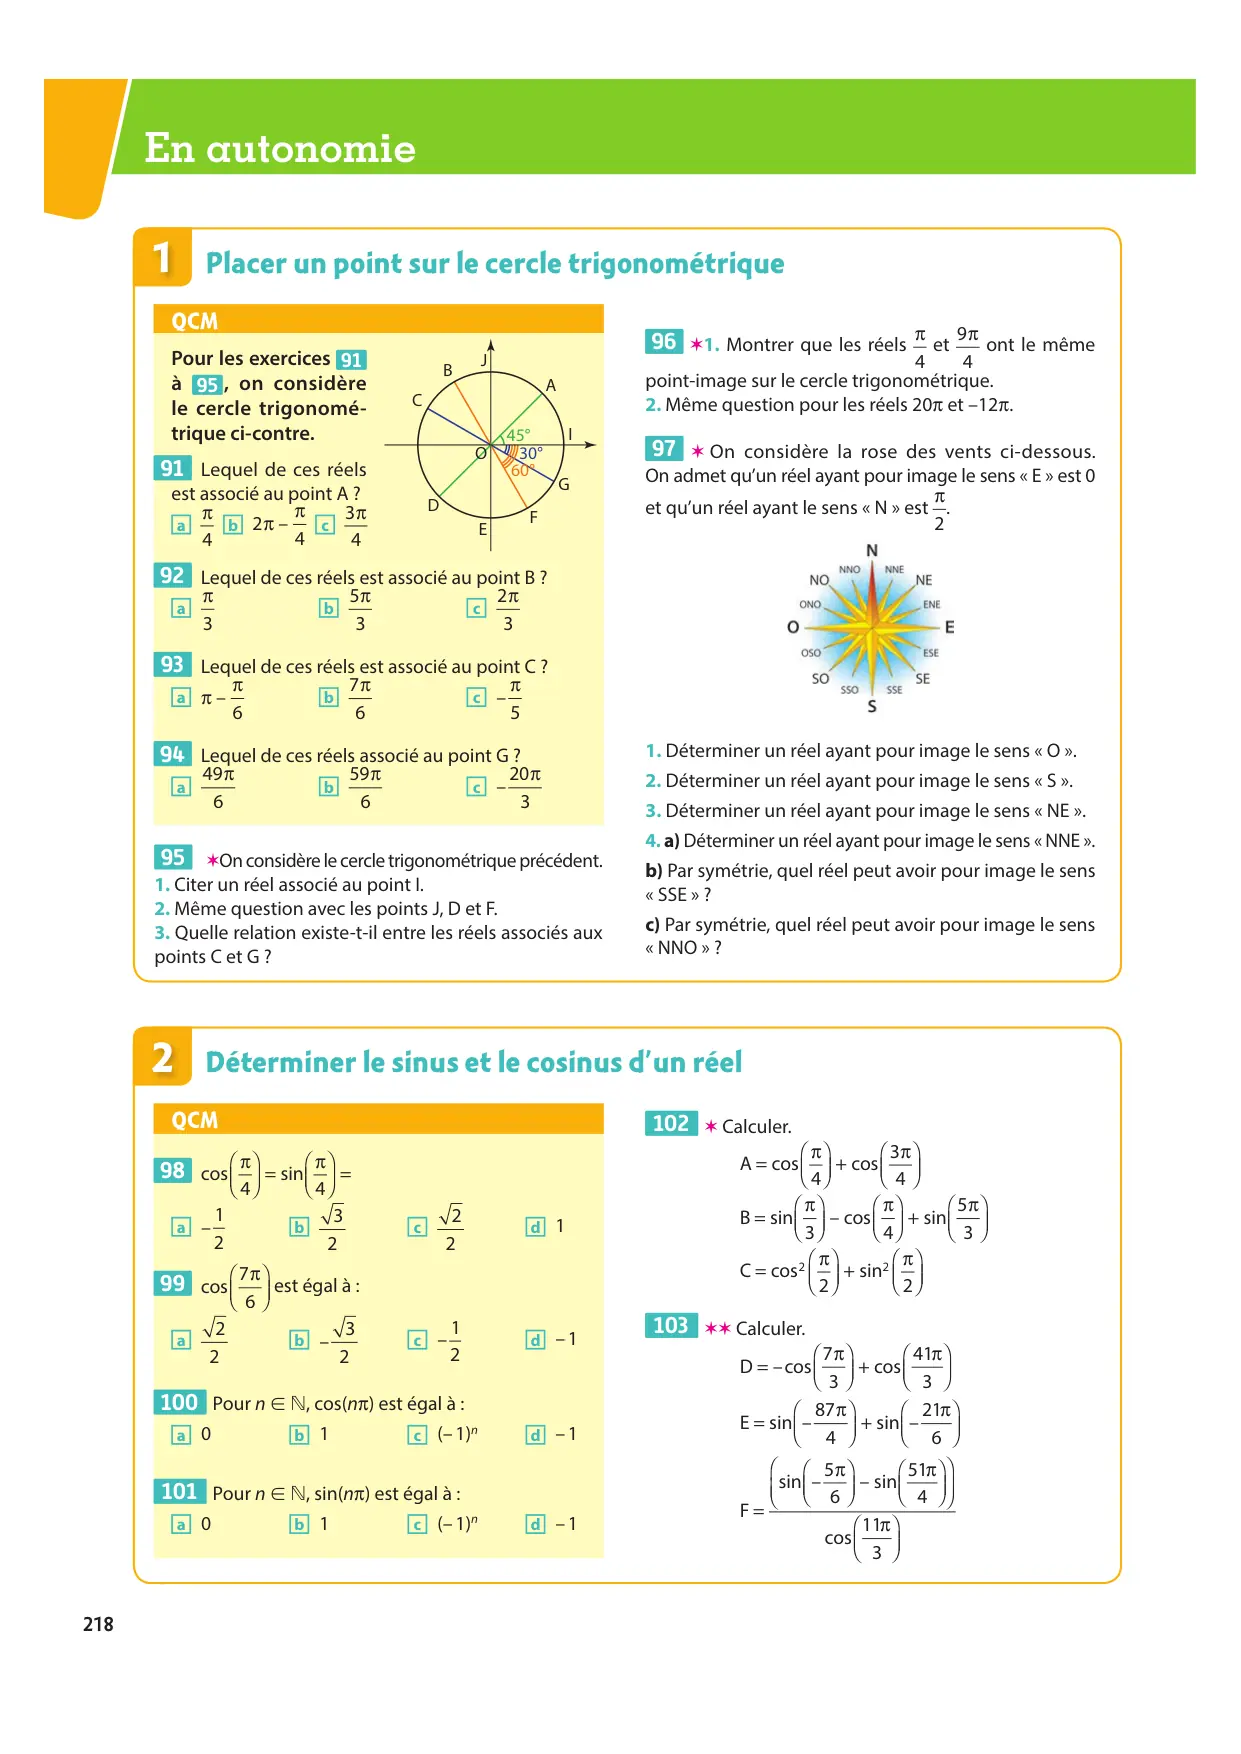 En autonomie
1 Placer un point sur le cercle trigonométrique
QCM
Pour les exercices 91
à 95, on considère
le cercle trigonomé-
trique ci-contre.
J
B
A
C
I
45°
O
30°
60°
G
D
F
E
91 Lequel de ces réels
est associé au point A ?
a π/4 b 2π – π/4 c 3π/4
92 Lequel de ces réels est associé au point B ?
a π/3 b 5π/3 c 2π/3
93 Lequel de ces réels est associé au point C ?
a π – π/6 b 7π/6 c –π/5
94 Lequel de ces réels associé au point G ?
a 49π/6 b 59π/6 c –20π/3
95 ✶On considère le cercle trigonométrique précédent.
1. Citer un réel associé au point I.
2. Même question avec les points J, D et F.
3. Quelle relation existe-t-il entre les réels associés aux
points C et G ?
96 ✶1. Montrer que les réels π/4 et 9π/4 ont le même
point-image sur le cercle trigonométrique.
2. Même question pour les réels 20π et –12π.
97 ✶ On considère la rose des vents ci-dessous.
On admet qu’un réel ayant pour image le sens « E » est 0
et qu’un réel ayant le sens « N » est π/2.
N
NNO NNE
NO NE
ONO ENE
O E
OSO ESE
SO SE
SSO SSE
S
1. Déterminer un réel ayant pour image le sens « O ».
2. Déterminer un réel ayant pour image le sens « S ».
3. Déterminer un réel ayant pour image le sens « NE ».
4. a) Déterminer un réel ayant pour image le sens « NNE ».
b) Par symétrie, quel réel peut avoir pour image le sens
« SSE » ?
c) Par symétrie, quel réel peut avoir pour image le sens
« NNO » ?
2 Déterminer le sinus et le cosinus d’un réel
QCM
98 cos(π/4) = sin(π/4) =
a –1/2 b √3/2 c √2/2 d 1
99 cos(7π/6) est égal à :
a √2/2 b –√3/2 c –1/2 d – 1
100 Pour n ∈ ℕ, cos(nπ) est égal à :
a 0 b 1 c (– 1)ⁿ d – 1
101 Pour n ∈ ℕ, sin(nπ) est égal à :
a 0 b 1 c (– 1)ⁿ d – 1
102 ✶ Calculer.
A = cos(π/4) + cos(3π/4)
B = sin(π/3) – cos(π/4) + sin(5π/3)
C = cos²(π/2) + sin²(π/2)
103 ✶✶ Calculer.
D = –cos(7π/3) + cos(41π/3)
E = sin(–87π/4) + sin(–21π/6)
F = (sin(–5π/6) – sin(51π/4)) / cos(11π/3)
218